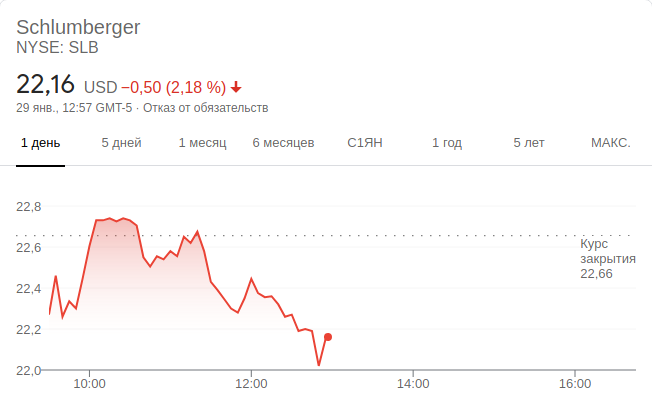 Schlumberger
NYSE: SLB
22,16 USD −0,50 (2,18 %)
29 янв., 12:57 GMT-5 · Отказ от обязательств
1 день 5 дней 1 месяц 6 месяцев С1ЯН 1 год 5 лет МАКС.
22,8
22,6
22,4
22,2
22,0
Курс
закрытия
22,66
10:00 12:00 14:00 16:00